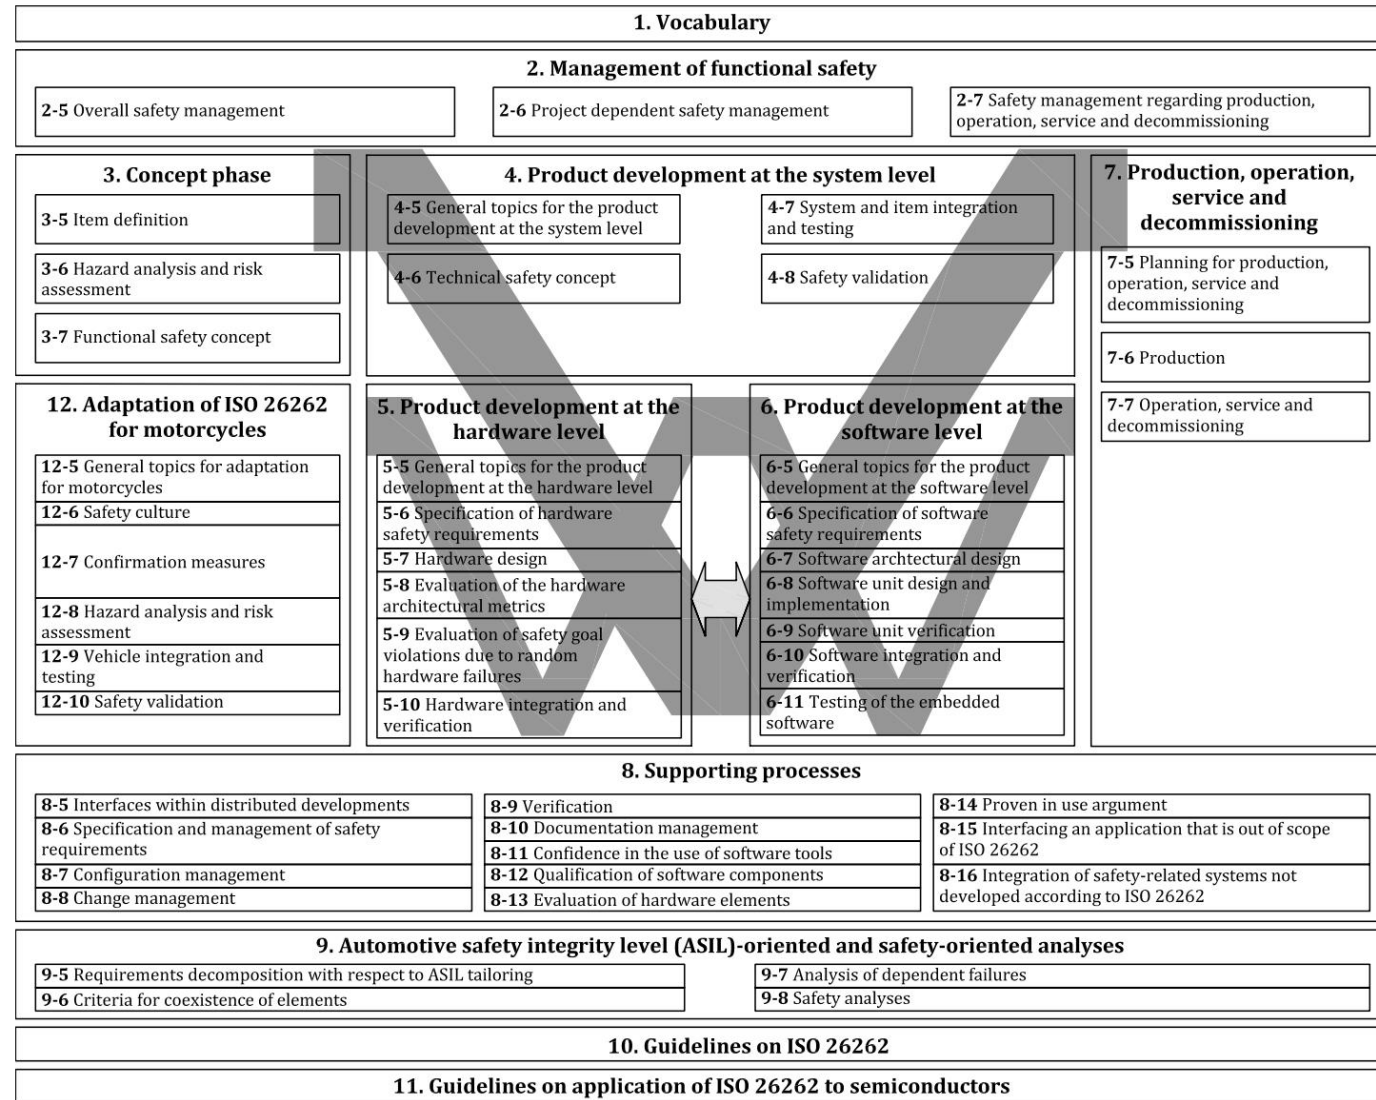 1. Vocabulary
2. Management of functional safety
2-5 Overall safety management
2-6 Project dependent safety management
2-7 Safety management regarding production,
operation, service and decommissioning
3. Concept phase
3-5 Item definition
3-6 Hazard analysis and risk
assessment
3-7 Functional safety concept
4. Product development at the system level
4-5 General topics for the product
development at the system level
4-6 Technical safety concept
4-7 System and item integration
and testing
4-8 Safety validation
7. Production, operation,
service and
decommissioning
7-5 Planning for production,
operation, service and
decommissioning
7-6 Production
7-7 Operation, service and
decommissioning
12. Adaptation of ISO 26262
for motorcycles
12-5 General topics for adaptation
for motorcycles
12-6 Safety culture
12-7 Confirmation measures
12-8 Hazard analysis and risk
assessment
12-9 Vehicle integration and
testing
12-10 Safety validation
5. Product development at the
hardware level
5-5 General topics for the product
development at the hardware level
5-6 Specification of hardware
safety requirements
5-7 Hardware design
5-8 Evaluation of the hardware
architectural metrics
5-9 Evaluation of safety goal
violations due to random
hardware failures
5-10 Hardware integration and
verification
6. Product development at the
software level
6-5 General topics for the product
development at the software level
6-6 Specification of software
safety requirements
6-7 Software archtectural design
6-8 Software unit design and
implementation
6-9 Software unit verification
6-10 Software integration and
verification
6-11 Testing of the embedded
software
8. Supporting processes
8-5 Interfaces within distributed developments
8-6 Specification and management of safety
requirements
8-7 Configuration management
8-8 Change management
8-9 Verification
8-10 Documentation management
8-11 Confidence in the use of software tools
8-12 Qualification of software components
8-13 Evaluation of hardware elements
8-14 Proven in use argument
8-15 Interfacing an application that is out of scope
of ISO 26262
8-16 Integration of safety-related systems not
developed according to ISO 26262
9. Automotive safety integrity level (ASIL)-oriented and safety-oriented analyses
9-5 Requirements decomposition with respect to ASIL tailoring
9-6 Criteria for coexistence of elements
9-7 Analysis of dependent failures
9-8 Safety analyses
10. Guidelines on ISO 26262
11. Guidelines on application of ISO 26262 to semiconductors